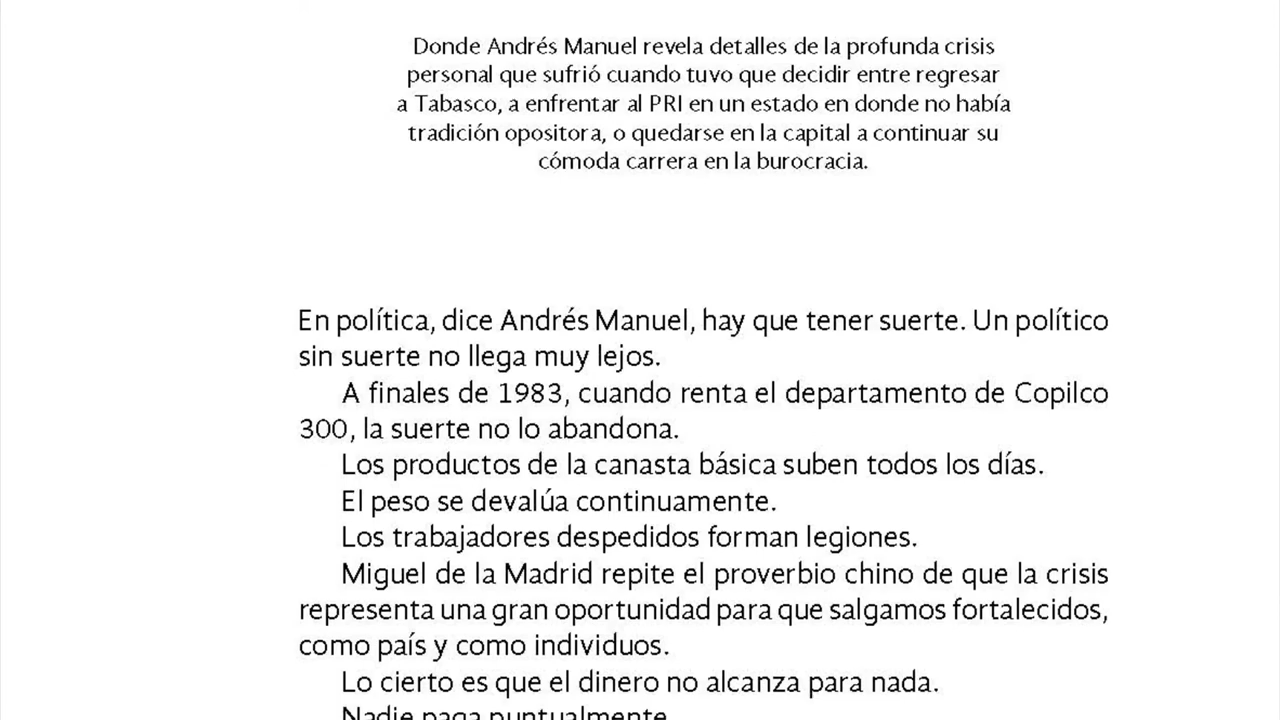 Donde Andrés Manuel revela detalles de la profunda crisis
personal que sufrió cuando tuvo que decidir entre regresar
a Tabasco, a enfrentar al PRI en un estado en donde no había
tradición opositora, o quedarse en la capital a continuar su
cómoda carrera en la burocracia.
En política, dice Andrés Manuel, hay que tener suerte. Un político
sin suerte no llega muy lejos.
A finales de 1983, cuando renta el departamento de Copilco
300, la suerte no lo abandona.
Los productos de la canasta básica suben todos los días.
El peso se devalúa continuamente.
Los trabajadores despedidos forman legiones.
Miguel de la Madrid repite el proverbio chino de que la crisis
representa una gran oportunidad para que salgamos fortalecidos,
como país y como individuos.
Lo cierto es que el dinero no alcanza para nada.
Nadie paga puntualmente